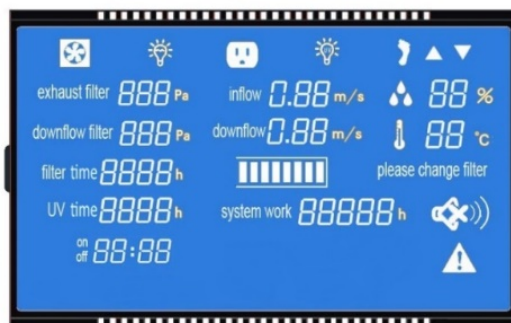 exhaust filter 888 Pa inflow 0.88 m/s 88 %
downflow filter 888 Pa downflow 0.88 m/s 88 °C
filter time 8888 h please change filter
UV time 8888 h system work 88888 h
on
off 88:88